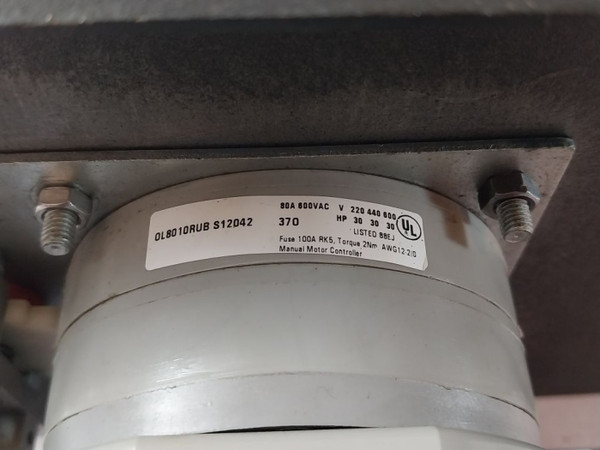 OL8010RUB S12042
80A 600VAC V 220 440 600
370 HP 30 30 30
LISTED 88EJ
Fuse 100A RK5, Torque 2Nm AWG12-2/0
Manual Motor Controller
UL